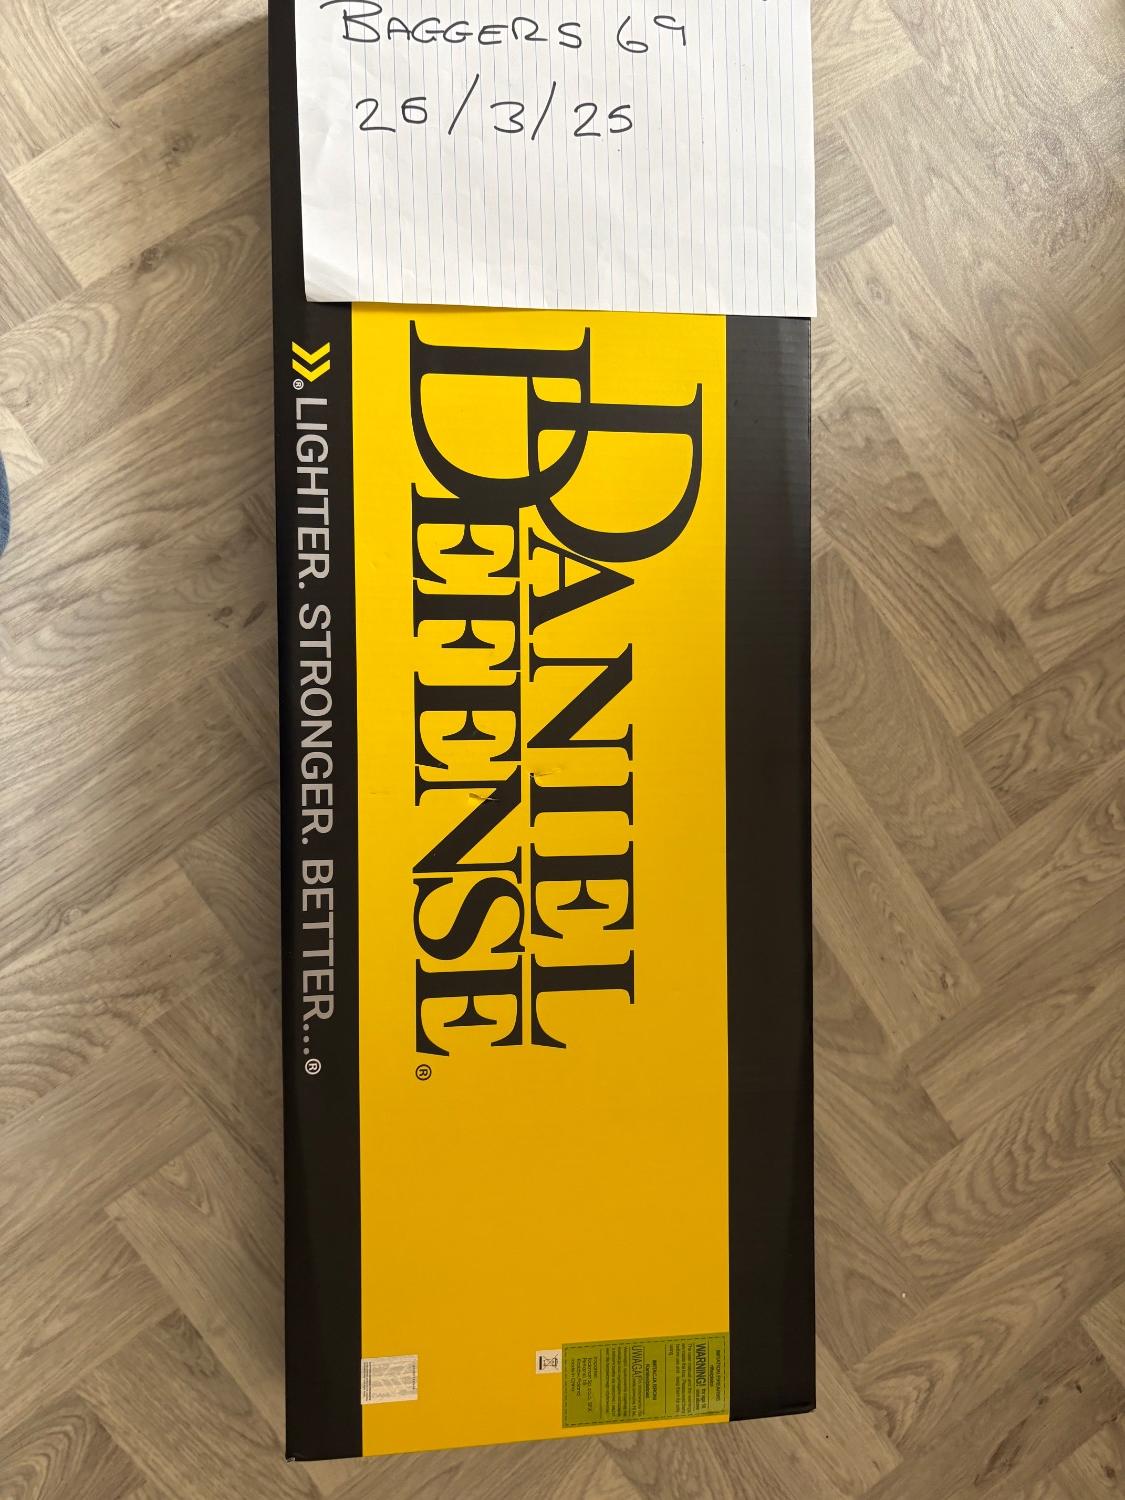 BAGGERS 69
26/3/25
DANIEL
DEFENSE®
®LIGHTER. STRONGER. BETTER...®
WARNING!
UWAGA!